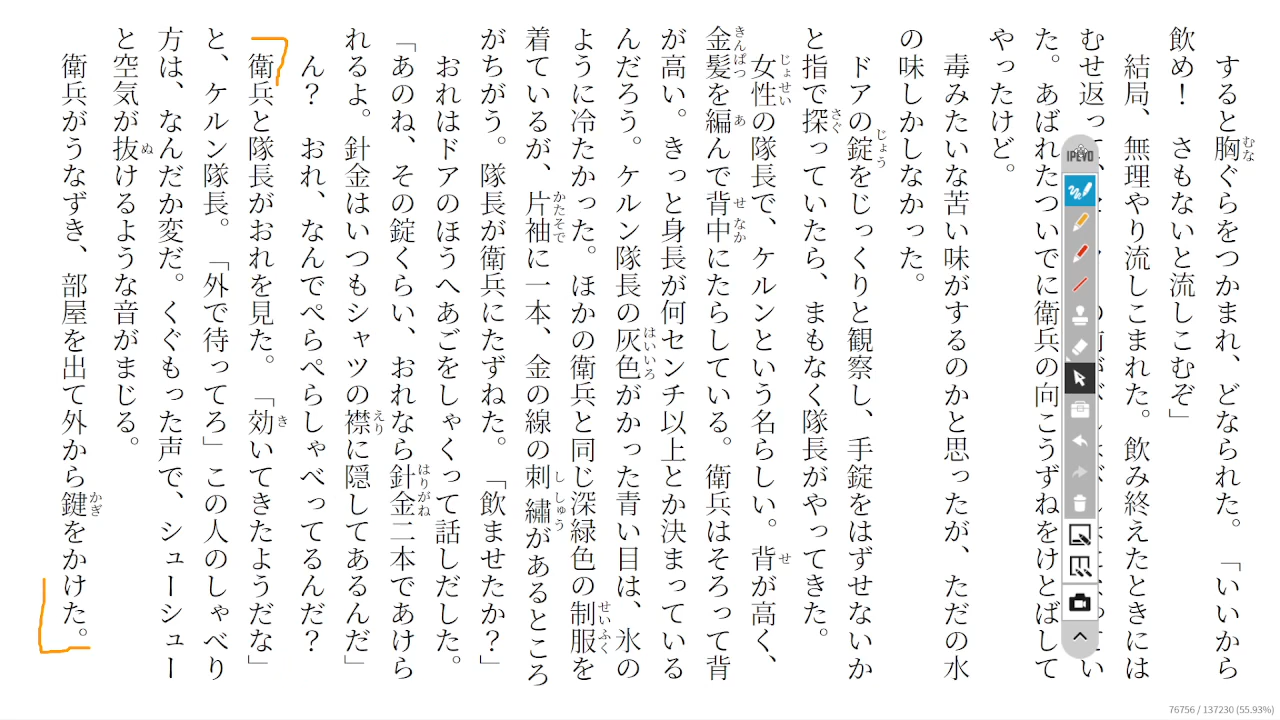 すると胸ぐらをつかまれ、どなられた。「いいから
飲め！　さもないと流しこむぞ」
結局、無理やり流しこまれた。飲み終えたときには
むせ返っ
い
た。あばれたついでに衛兵の向こうずねをけとばして
やったけど。
毒みたいな苦い味がするのかと思ったが、ただの水
の味しかしなかった。
ドアの錠をじっくりと観察し、手錠をはずせないか
と指で探っていたら、まもなく隊長がやってきた。
女性の隊長で、ケルンという名らしい。背が高く、
金髪を編んで背中にたらしている。衛兵はそろって背
が高い。きっと身長が何センチ以上とか決まっている
んだろう。ケルン隊長の灰色がかった青い目は、氷の
ように冷たかった。ほかの衛兵と同じ深緑色の制服を
着ているが、片袖に一本、金の線の刺繡があるところ
がちがう。隊長が衛兵にたずねた。「飲ませたか？」
おれはドアのほうへあごをしゃくって話しだした。
「あのね、その錠くらい、おれなら針金二本であけら
れるよ。針金はいつもシャツの襟に隠してあるんだ」
ん？　おれ、なんでぺらぺらしゃべってるんだ？
衛兵と隊長がおれを見た。「効いてきたようだな」
と、ケルン隊長。「外で待ってろ」この人のしゃべり
方は、なんだか変だ。くぐもった声で、シューシュー
と空気が抜けるような音がまじる。
衛兵がうなずき、部屋を出て外から鍵をかけた。
IPEVO
76756 / 137230 (55.93%)